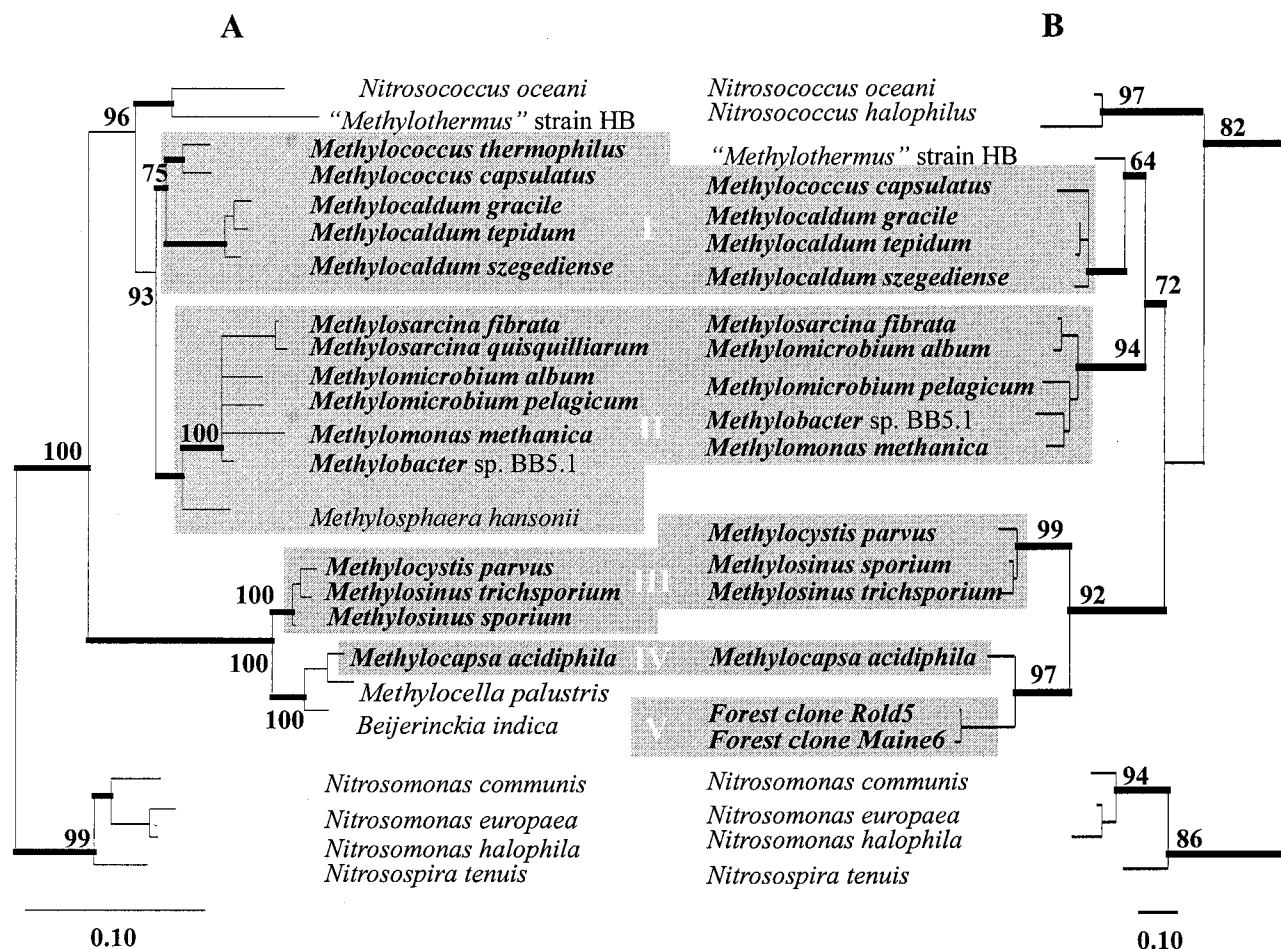 A
B
96
Nitrosococcus oceani
"Methylothermus" strain HB
75
Methylococcus thermophilus
Methylococcus capsulatus
Methylocaldum gracile
Methylocaldum tepidum
Methylocaldum szegediense
93
Methylosarcina fibrata
Methylosarcina quisquilliarum
Methylomicrobium album
Methylomicrobium pelagicum
100
Methylomonas methanica
Methylobacter sp. BB5.1
Methylosphaera hansonii
100
100
Methylocystis parvus
Methylosinus trichsporium
Methylosinus sporium
100
Methylocapsa acidiphila
Methylocella palustris
100
Beijerinckia indica
99
Nitrosomonas communis
Nitrosomonas europaea
Nitrosomonas halophila
Nitrosospira tenuis
0.10
I
II
III
IV
V
Nitrosococcus oceani
Nitrosococcus halophilus
97
82
"Methylothermus" strain HB
64
Methylococcus capsulatus
Methylocaldum gracile
Methylocaldum tepidum
Methylocaldum szegediense
72
Methylosarcina fibrata
Methylomicrobium album
94
Methylomicrobium pelagicum
Methylobacter sp. BB5.1
Methylomonas methanica
Methylocystis parvus
99
Methylosinus sporium
Methylosinus trichsporium
92
Methylocapsa acidiphila
97
Forest clone Rold5
Forest clone Maine6
Nitrosomonas communis
94
Nitrosomonas europaea
Nitrosomonas halophila
86
Nitrosospira tenuis
0.10